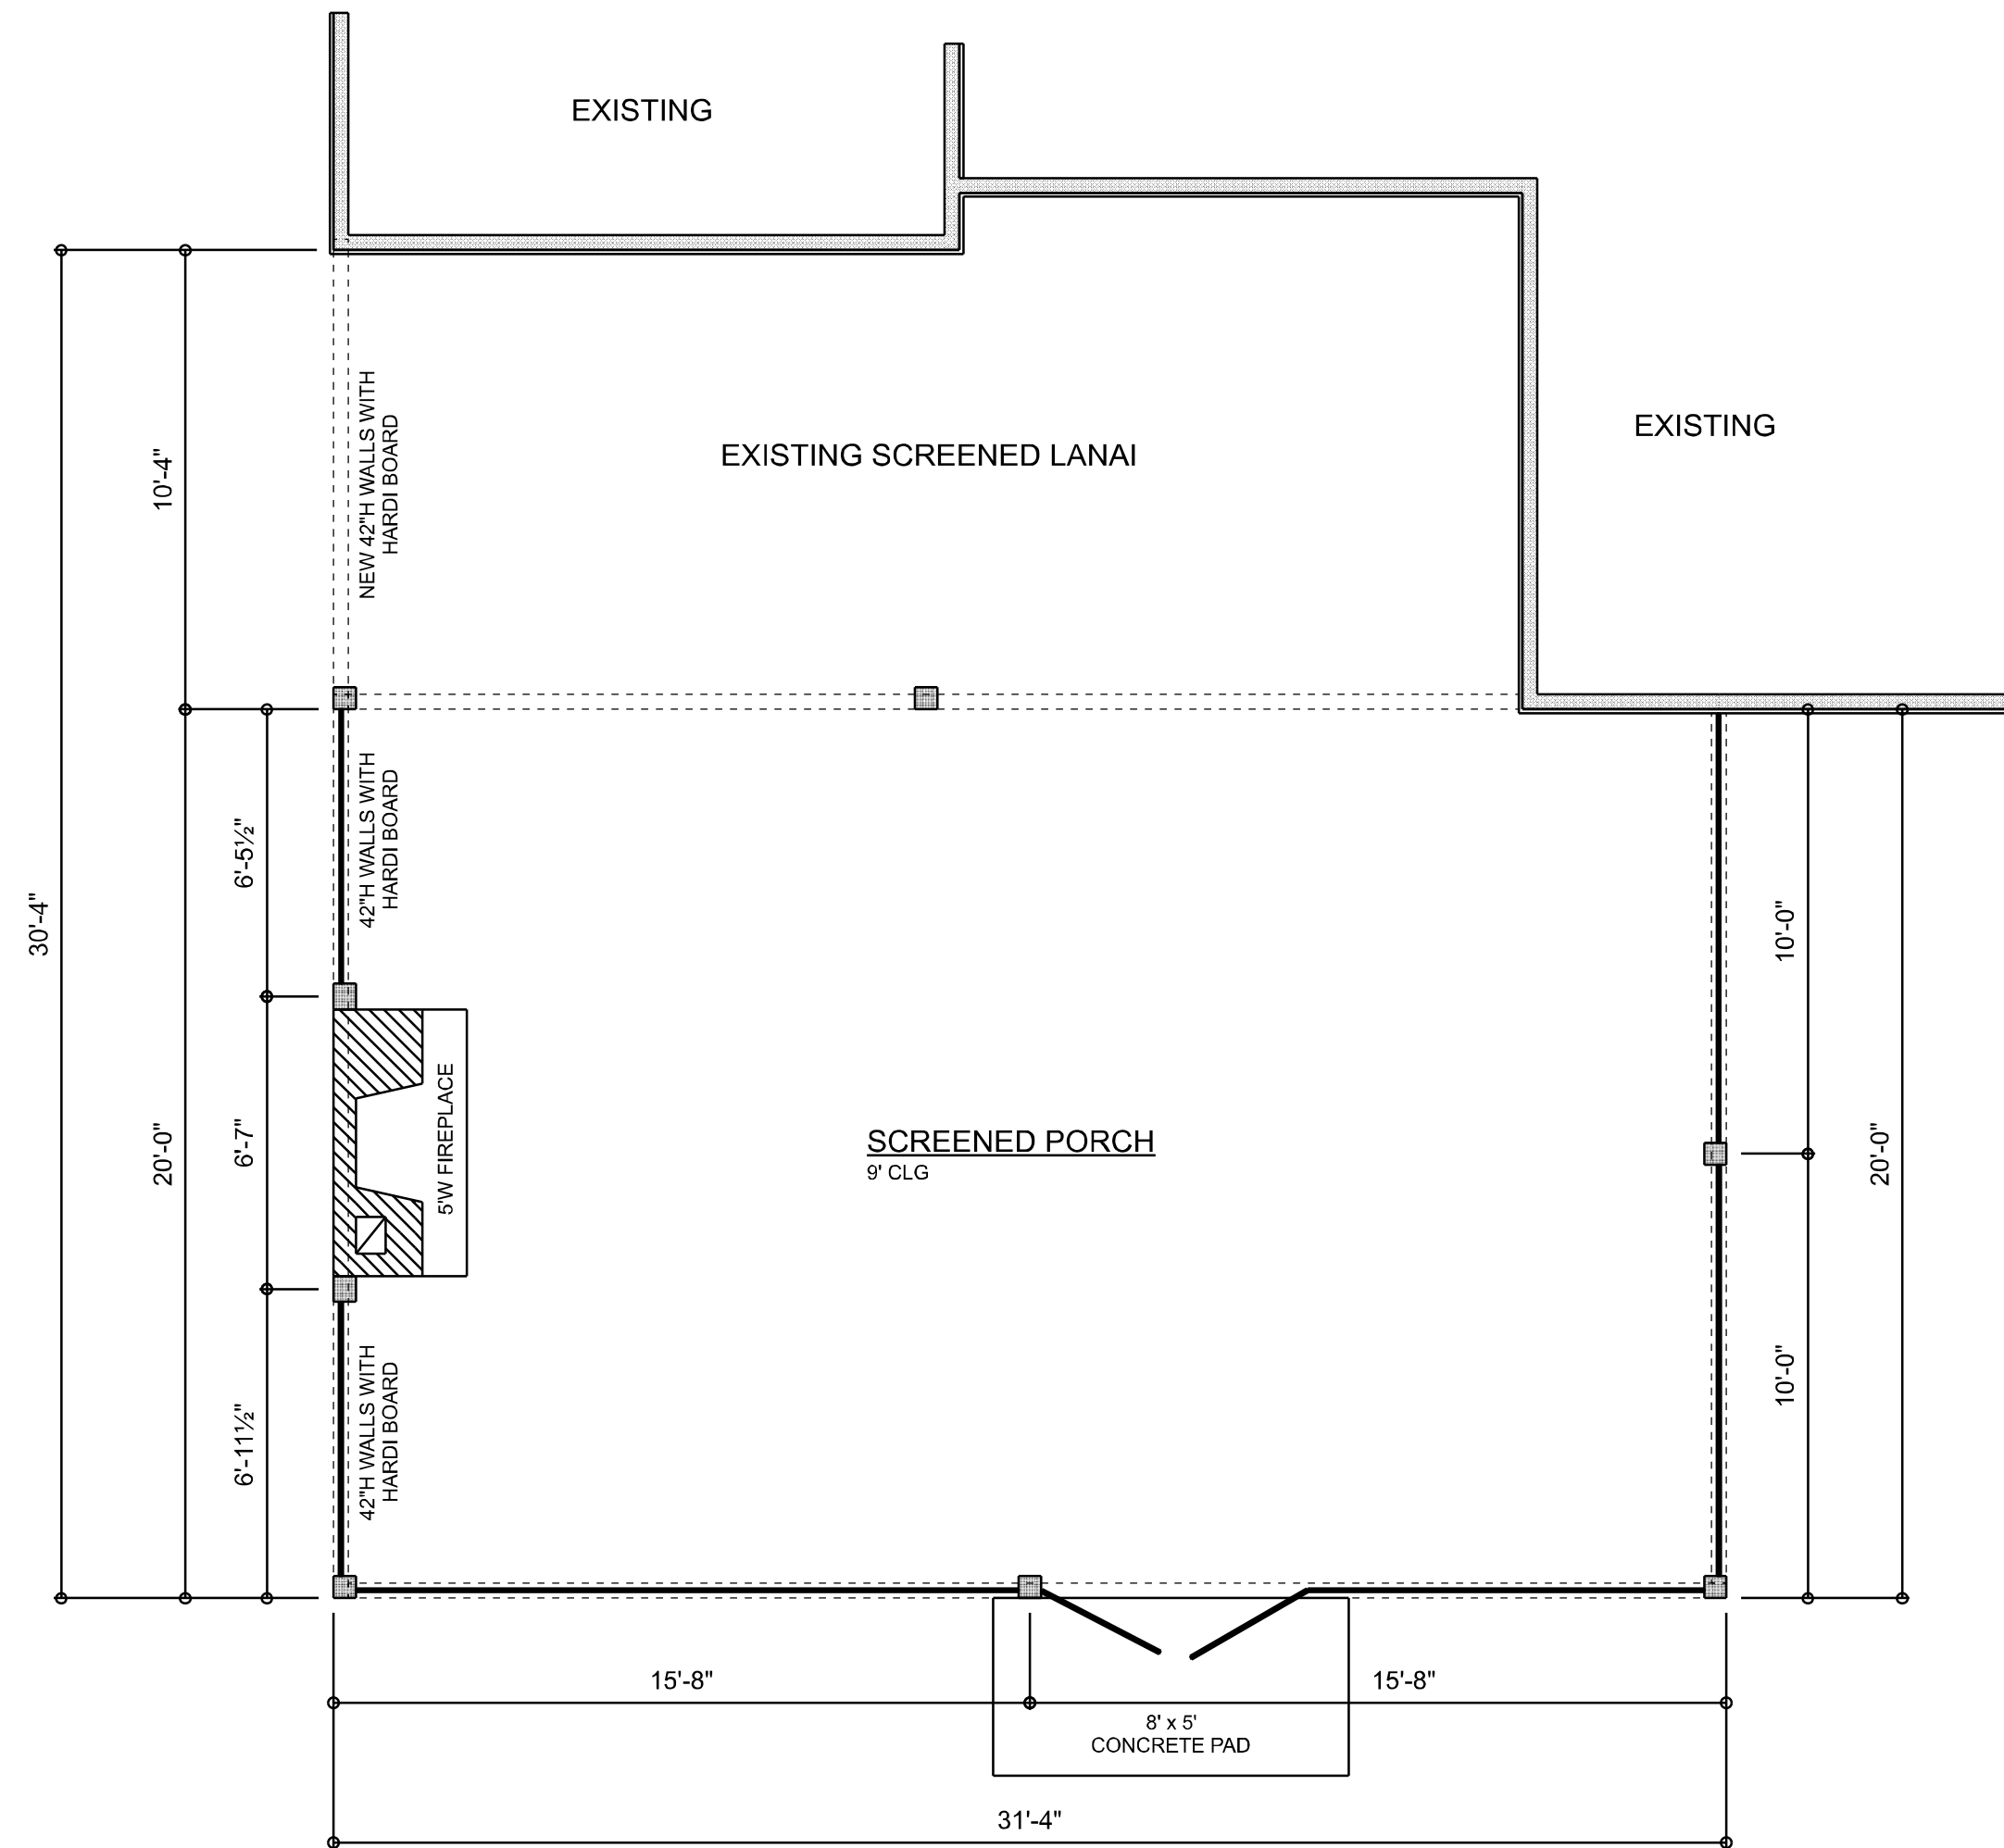 EXISTING
EXISTING
EXISTING SCREENED LANAI
NEW 42"H WALLS WITH
HARDI BOARD
10'-4"
42"H WALLS WITH
HARDI BOARD
6'-5½"
30'-4"
10'-0"
5'W FIREPLACE
SCREENED PORCH
9' CLG
6'-7"
20'-0"
20'-0"
42"H WALLS WITH
HARDI BOARD
6'-11½"
10'-0"
15'-8"
15'-8"
8' x 5'
CONCRETE PAD
31'-4"